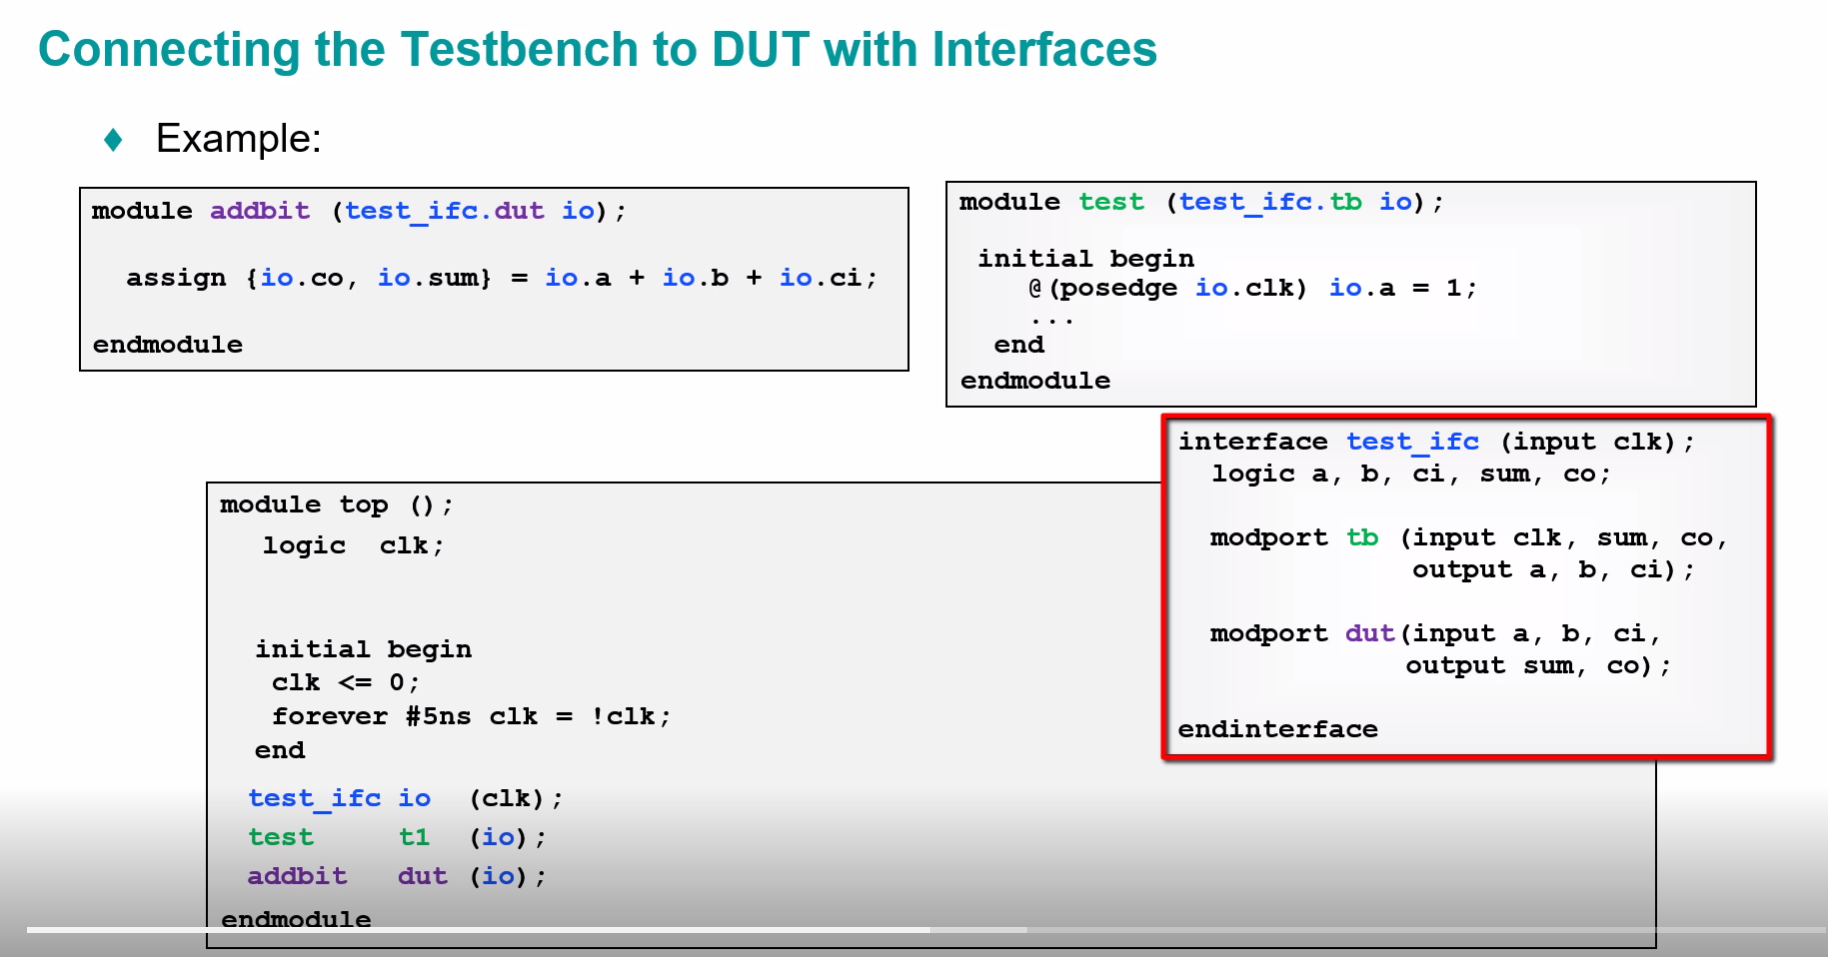 Connecting the Testbench to DUT with Interfaces
Example:
module addbit (test_ifc.dut io);
assign {io.co, io.sum} = io.a + io.b + io.ci;
endmodule
module test (test_ifc.tb io);
initial begin
@(posedge io.clk) io.a = 1;
...
end
endmodule
interface test_ifc (input clk);
logic a, b, ci, sum, co;
modport tb (input clk, sum, co,
output a, b, ci);
modport dut(input a, b, ci,
output sum, co);
endinterface
module top ();
logic clk;
initial begin
clk <= 0;
forever #5ns clk = !clk;
end
test_ifc io (clk);
test t1 (io);
addbit dut (io);
endmodule